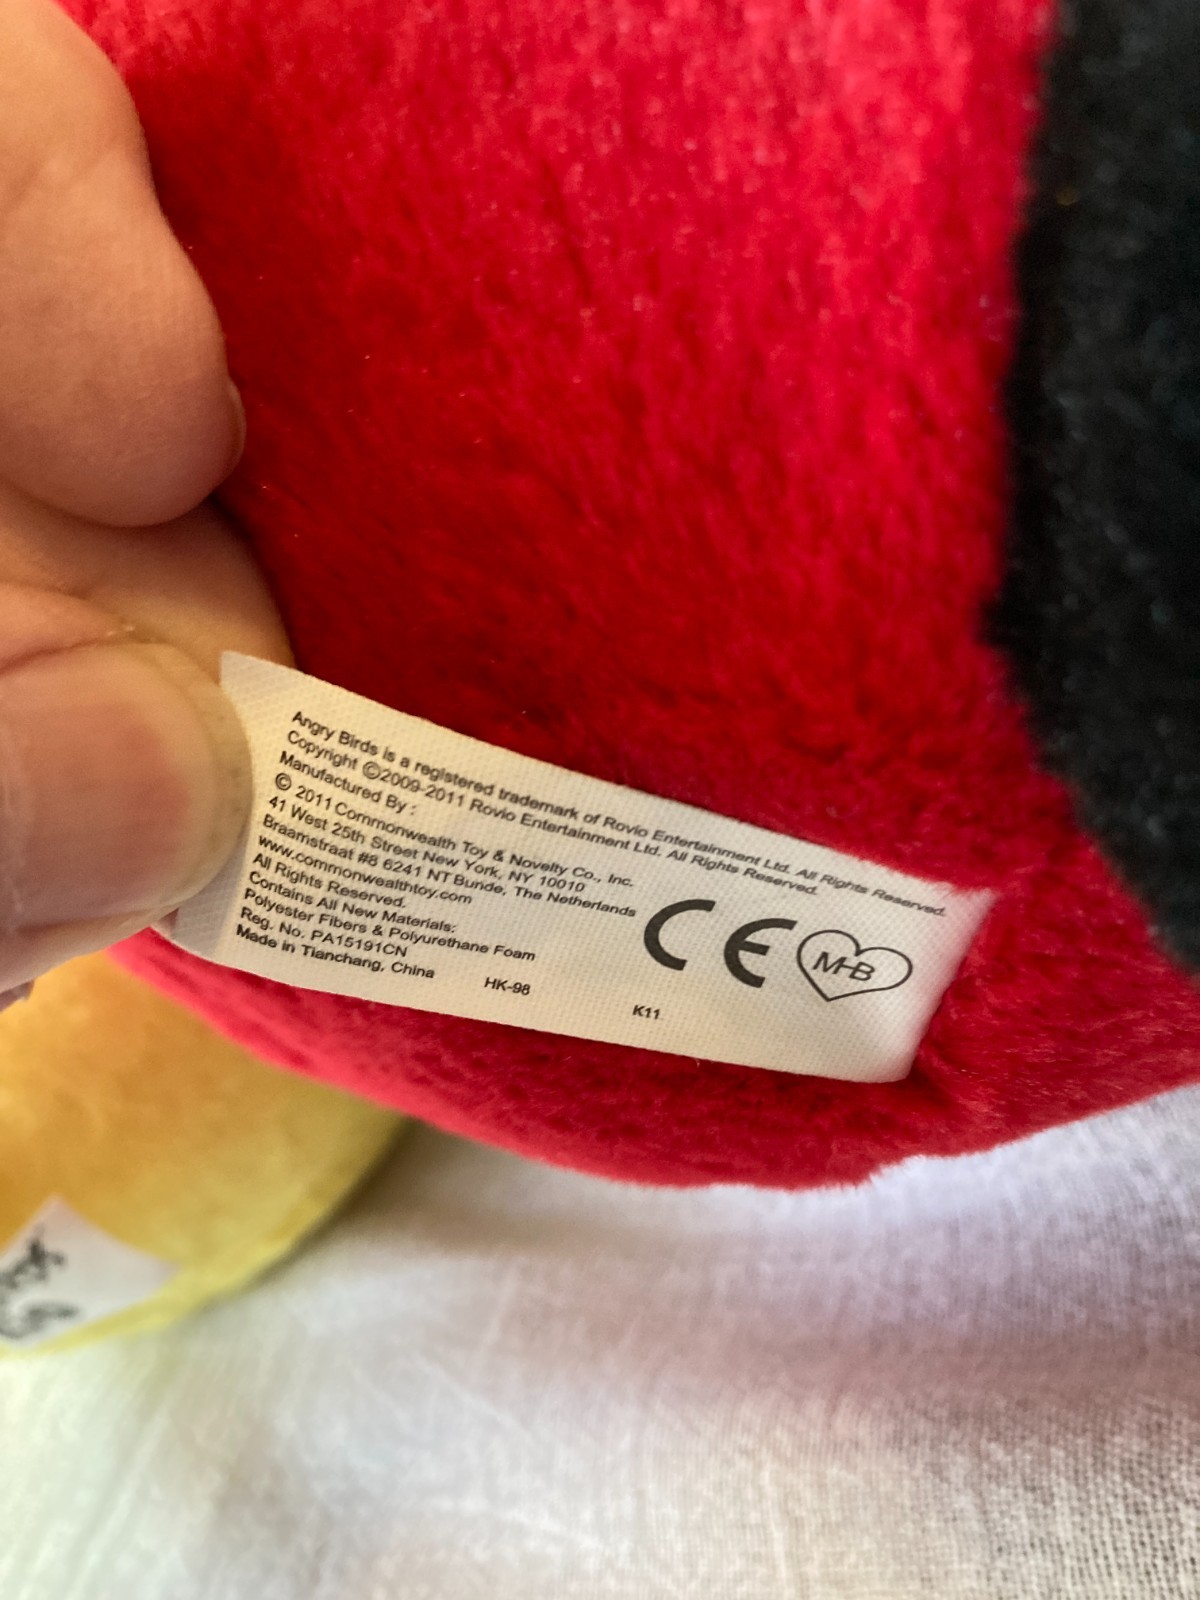 Angry Birds is a registered trademark of Rovio Entertainment Ltd. All Rights Reserved.
Copyright ©2009-2011 Rovio Entertainment Ltd. All Rights Reserved.
Manufactured By :
© 2011 Commonwealth Toy & Novelty Co., Inc.
41 West 25th Street New York, NY 10010
Braamstraat #8 6241 NT Bunde, The Netherlands
www.commonwealthtoy.com
All Rights Reserved.
Contains All New Materials:
Polyester Fibers & Polyurethane Foam
Reg. No. PA15191CN
Made in Tianchang, China
HK-98
K11
CE
MHB